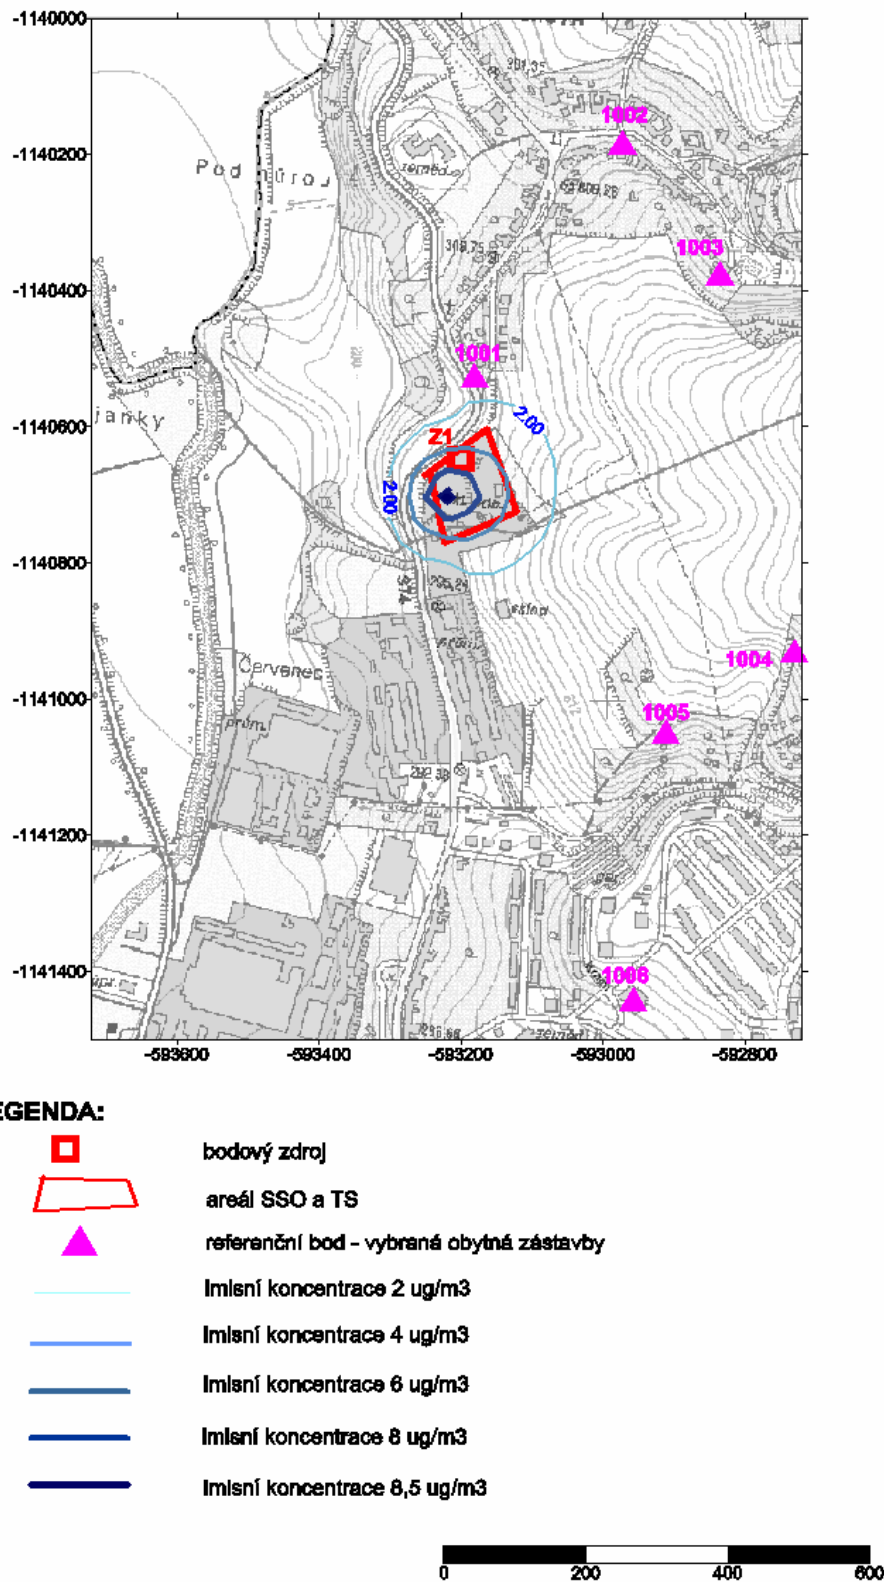 -1140000
-1140200
-1140400
-1140600
-1140800
-1141000
-1141200
-1141400
-593600
-593400
-593200
-593000
-592800
1002
1003
1001
2.00
Z1
2.00
1004
1005
1006
Červenec
prům.
sklad
EGENDA:
bodový zdroj
areál SSO a TS
referenční bod - vybraná obytná zástavby
Imisní koncentrace 2 ug/m3
Imisní koncentrace 4 ug/m3
Imisní koncentrace 6 ug/m3
Imisní koncentrace 8 ug/m3
Imisní koncentrace 8,5 ug/m3
0
200
400
600